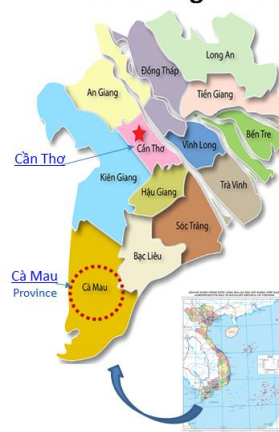 Long An
Đồng Tháp
An Giang
Tiền Giang
Bến Tre
Cần Thơ
Vĩnh Long
Cần Thơ
Kiên Giang
Trà Vinh
Hậu Giang
Sóc Trăng
Bạc Liêu
Cà Mau
Province
Cà Mau